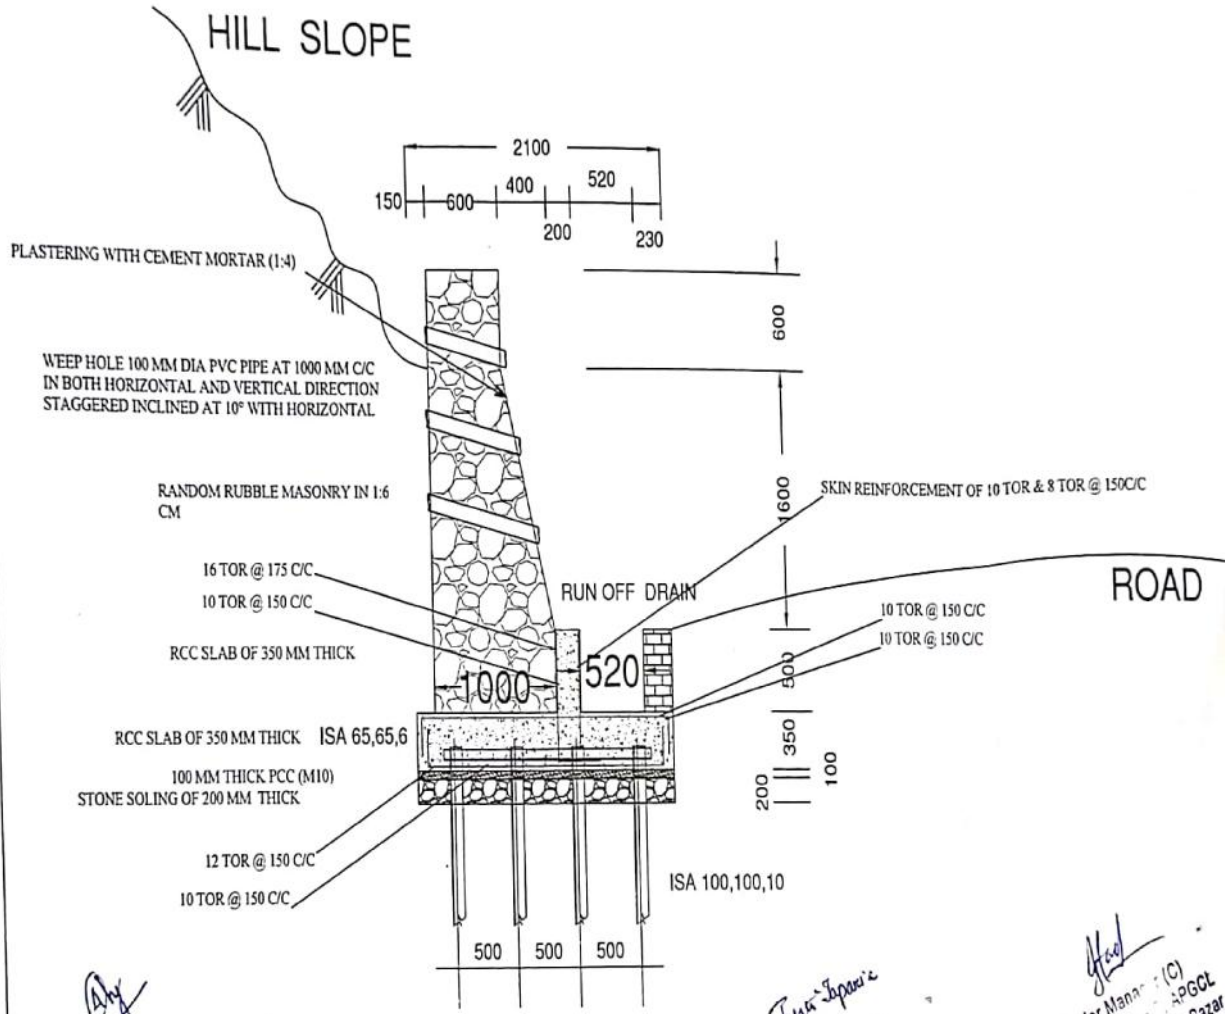 HILL SLOPE
2100
150 600 400 520
200 230
PLASTERING WITH CEMENT MORTAR (1:4)
600
WEEP HOLE 100 MM DIA PVC PIPE AT 1000 MM C/C
IN BOTH HORIZONTAL AND VERTICAL DIRECTION
STAGGERED INCLINED AT 10° WITH HORIZONTAL
RANDOM RUBBLE MASONRY IN 1:6
CM
1600
SKIN REINFORCEMENT OF 10 TOR & 8 TOR @ 150C/C
16 TOR @ 175 C/C
10 TOR @ 150 C/C
RUN OFF DRAIN
ROAD
10 TOR @ 150 C/C
10 TOR @ 150 C/C
RCC SLAB OF 350 MM THICK
1000
520
500
RCC SLAB OF 350 MM THICK
ISA 65,65,6
350
100 MM THICK PCC (M10)
STONE SOLING OF 200 MM THICK
200
100
12 TOR @ 150 C/C
10 TOR @ 150 C/C
ISA 100,100,10
500 500 500
(C)
APGCL